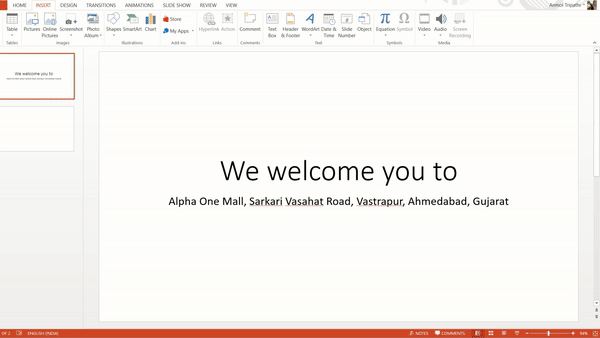 HOME INSERT DESIGN TRANSITIONS ANIMATIONS SLIDE SHOW REVIEW VIEW
Table Pictures Online Pictures Screenshot Photo Album Shapes SmartArt Chart Store My Apps Hyperlink Action Comment Text Box Header & Footer WordArt Date & Time Slide Number Object Equation Symbol Video Audio Screen Recording
Tables Images Illustrations Add-ins Links Comments Text Symbols Media
We welcome you to
We welcome you to
Alpha One Mall, Sarkari Vasahat Road, Vastrapur, Ahmedabad, Gujarat
OF 2 ENGLISH (INDIA) NOTES COMMENTS 94%